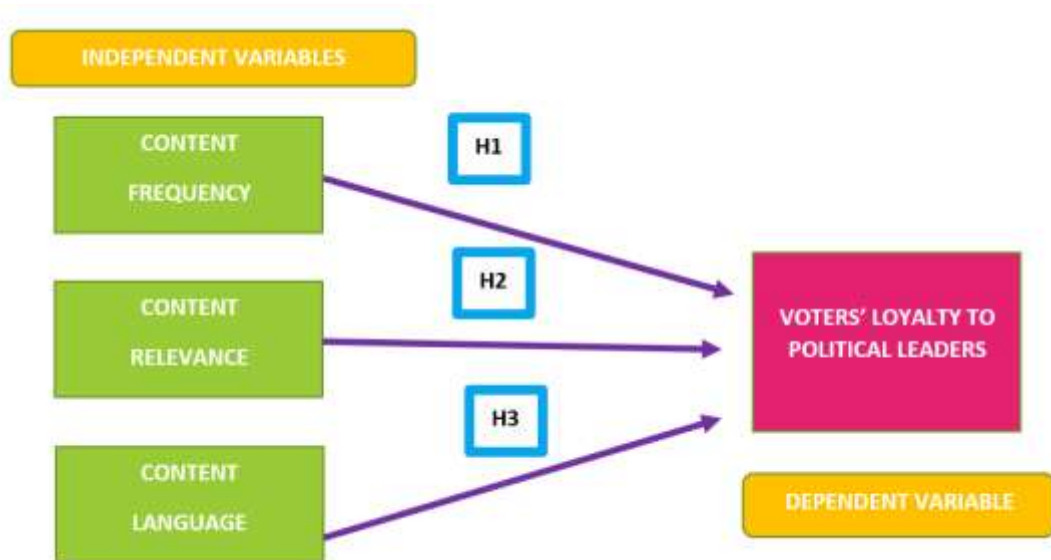 INDEPENDENT VARIABLES
CONTENT
FREQUENCY
H1
CONTENT
RELEVANCE
H2
VOTERS' LOYALTY TO
POLITICAL LEADERS
CONTENT
LANGUAGE
H3
DEPENDENT VARIABLE